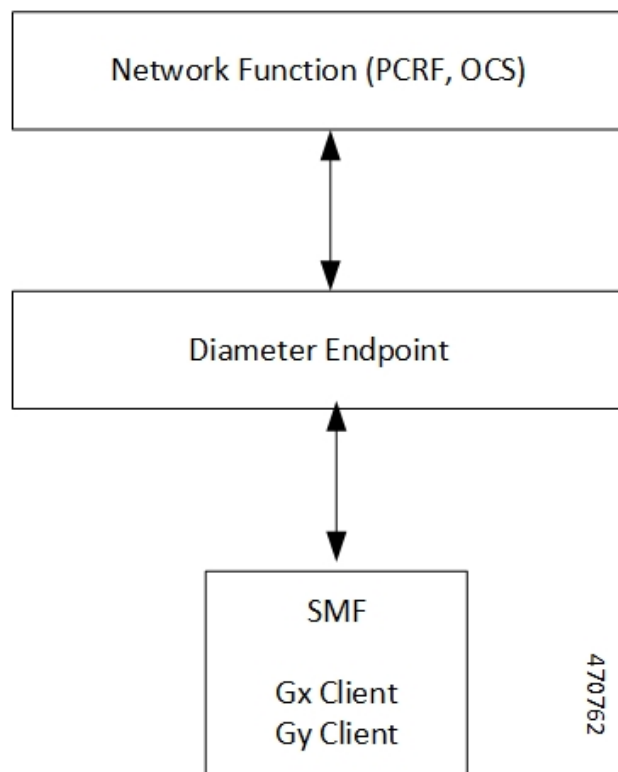 Network Function (PCRF, OCS)
Diameter Endpoint
SMF
Gx Client
Gy Client
470762